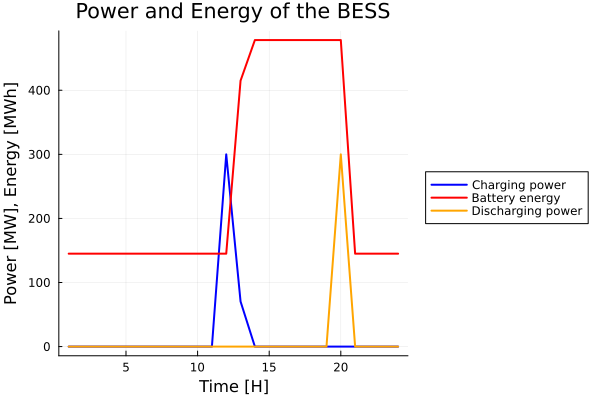 Power and Energy of the BESS
Power [MW], Energy [MWh]
400
300
200
100
0
5
10
15
20
Time [H]
Charging power
Battery energy
Discharging power